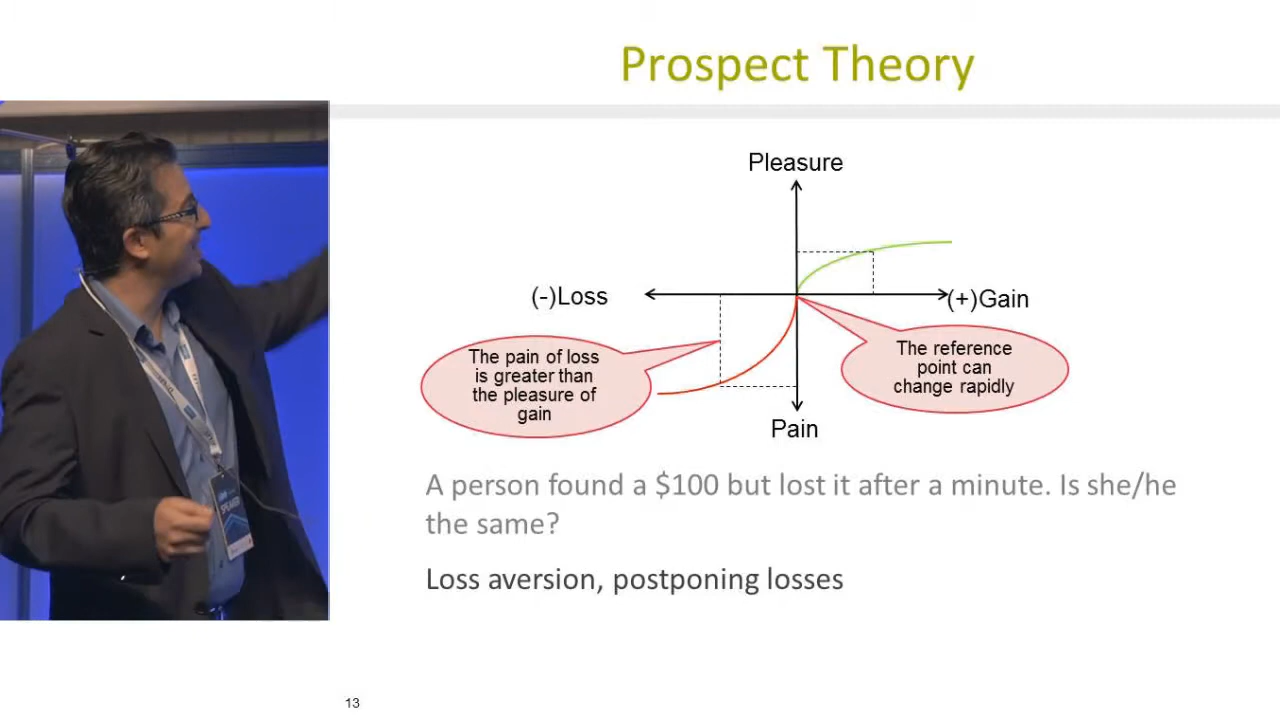 Prospect Theory
Pleasure
(-)Loss
(+)Gain
The pain of loss
is greater than
the pleasure of
gain
The reference
point can
change rapidly
Pain
A person found a $100 but lost it after a minute. Is she/he
the same?
Loss aversion, postponing losses
SPEAKER
13